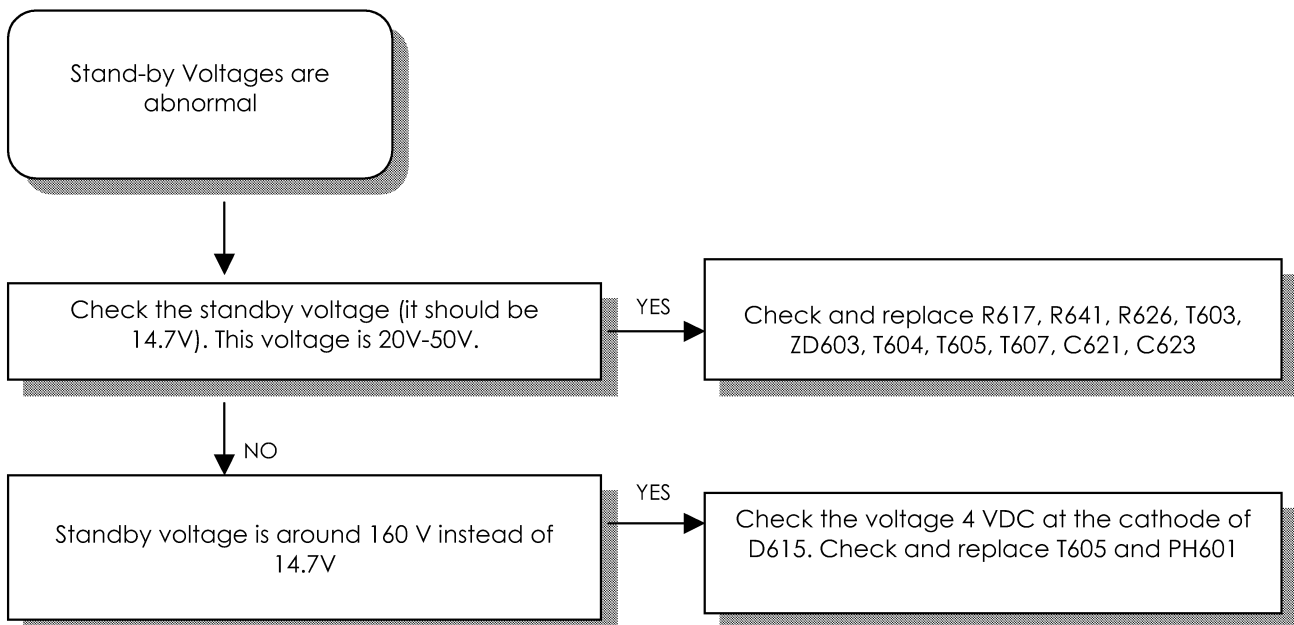 Stand-by Voltages are
abnormal
Check the standby voltage (it should be
14.7V). This voltage is 20V-50V.
YES
Check and replace R617, R641, R626, T603,
ZD603, T604, T605, T607, C621, C623
NO
Standby voltage is around 160 V instead of
14.7V
YES
Check the voltage 4 VDC at the cathode of
D615. Check and replace T605 and PH601